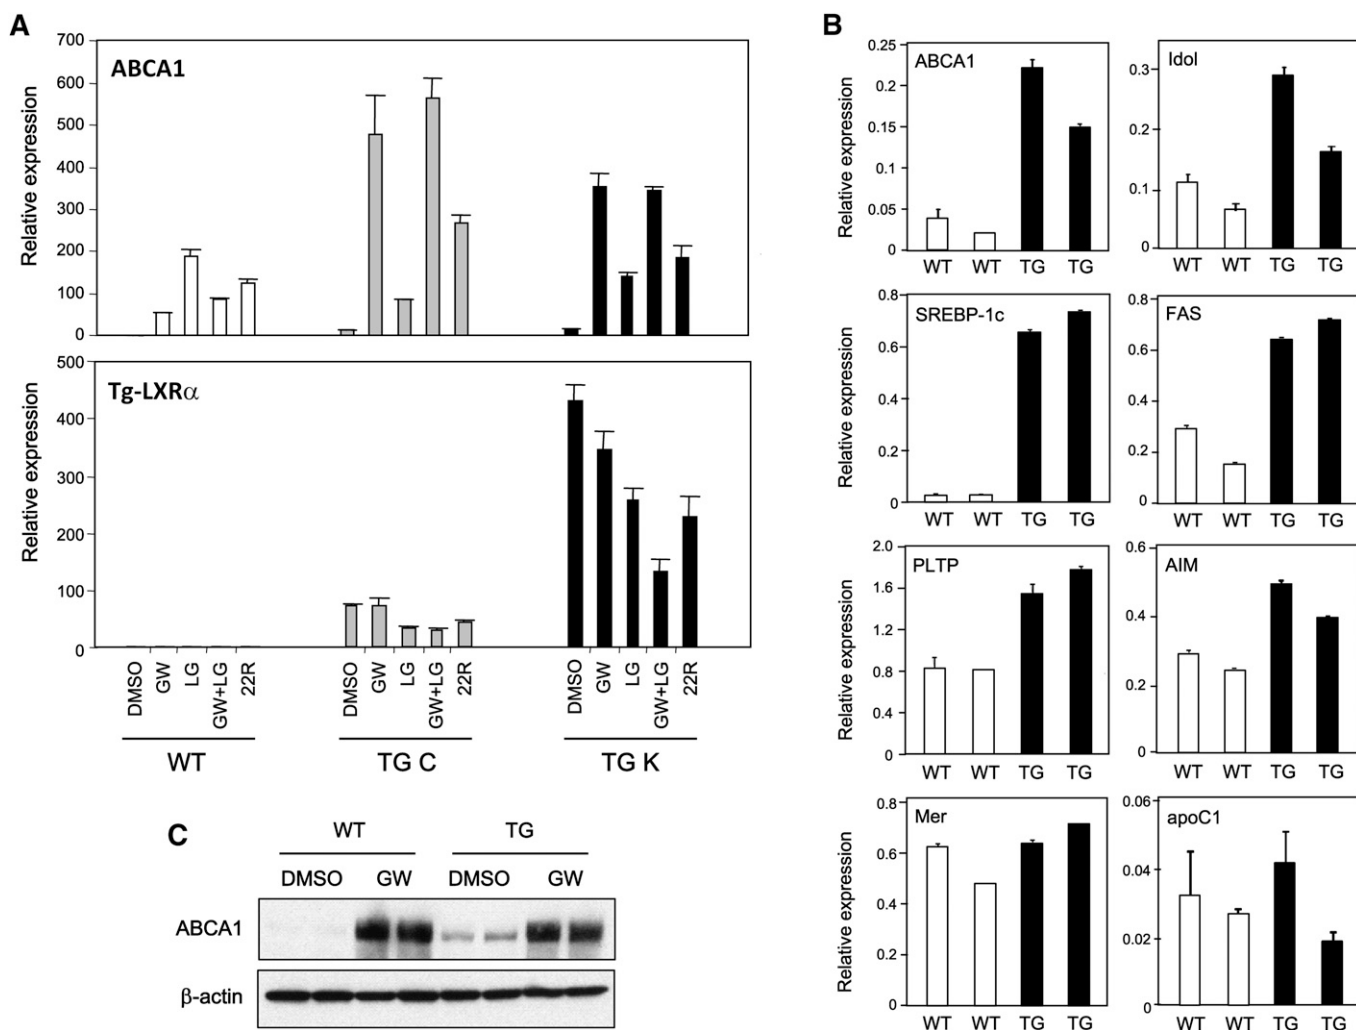 A
ABCA1
Relative expression
700
600
500
400
300
200
100
0
Tg-LXRα
Relative expression
500
400
300
200
100
0
DMSO GW LG GW+LG 22R DMSO GW LG GW+LG 22R DMSO GW LG GW+LG 22R
WT TG C TG K
B
ABCA1
Relative expression
0.25
0.2
0.15
0.1
0.05
0
WT WT TG TG
Idol
0.3
0.2
0.1
0
WT WT TG TG
SREBP-1c
Relative expression
0.8
0.6
0.4
0.2
0
WT WT TG TG
FAS
0.8
0.6
0.4
0.2
0
WT WT TG TG
PLTP
Relative expression
2.0
1.6
1.2
0.8
0.4
0
WT WT TG TG
AIM
0.6
0.4
0.2
0
WT WT TG TG
Mer
Relative expression
0.8
0.6
0.4
0.2
0
WT WT TG TG
apoC1
0.06
0.04
0.02
0
WT WT TG TG
C
WT TG
DMSO GW DMSO GW
ABCA1
β-actin